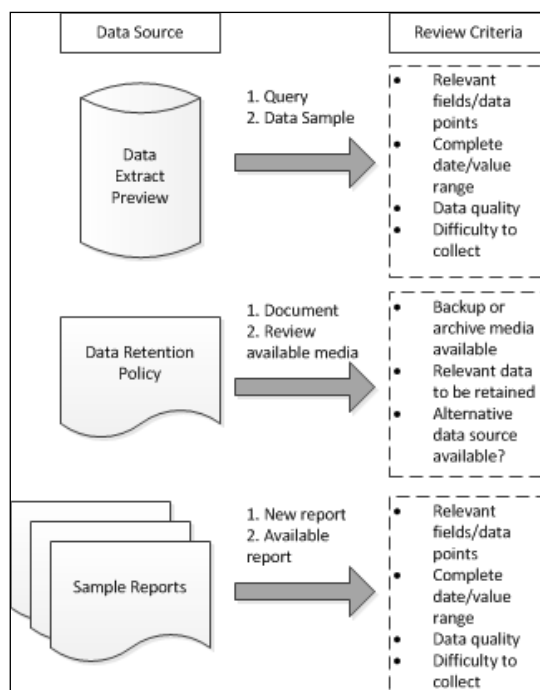 Data Source
Review Criteria
Data
Extract
Preview
1. Query
2. Data Sample
• Relevant
fields/data
points
• Complete
date/value
range
• Data quality
• Difficulty to
collect
Data Retention
Policy
1. Document
2. Review
available media
• Backup or
archive media
available
• Relevant data
to be retained
• Alternative
data source
available?
Sample Reports
1. New report
2. Available
report
• Relevant
fields/data
points
• Complete
date/value
range
• Data quality
• Difficulty to
collect